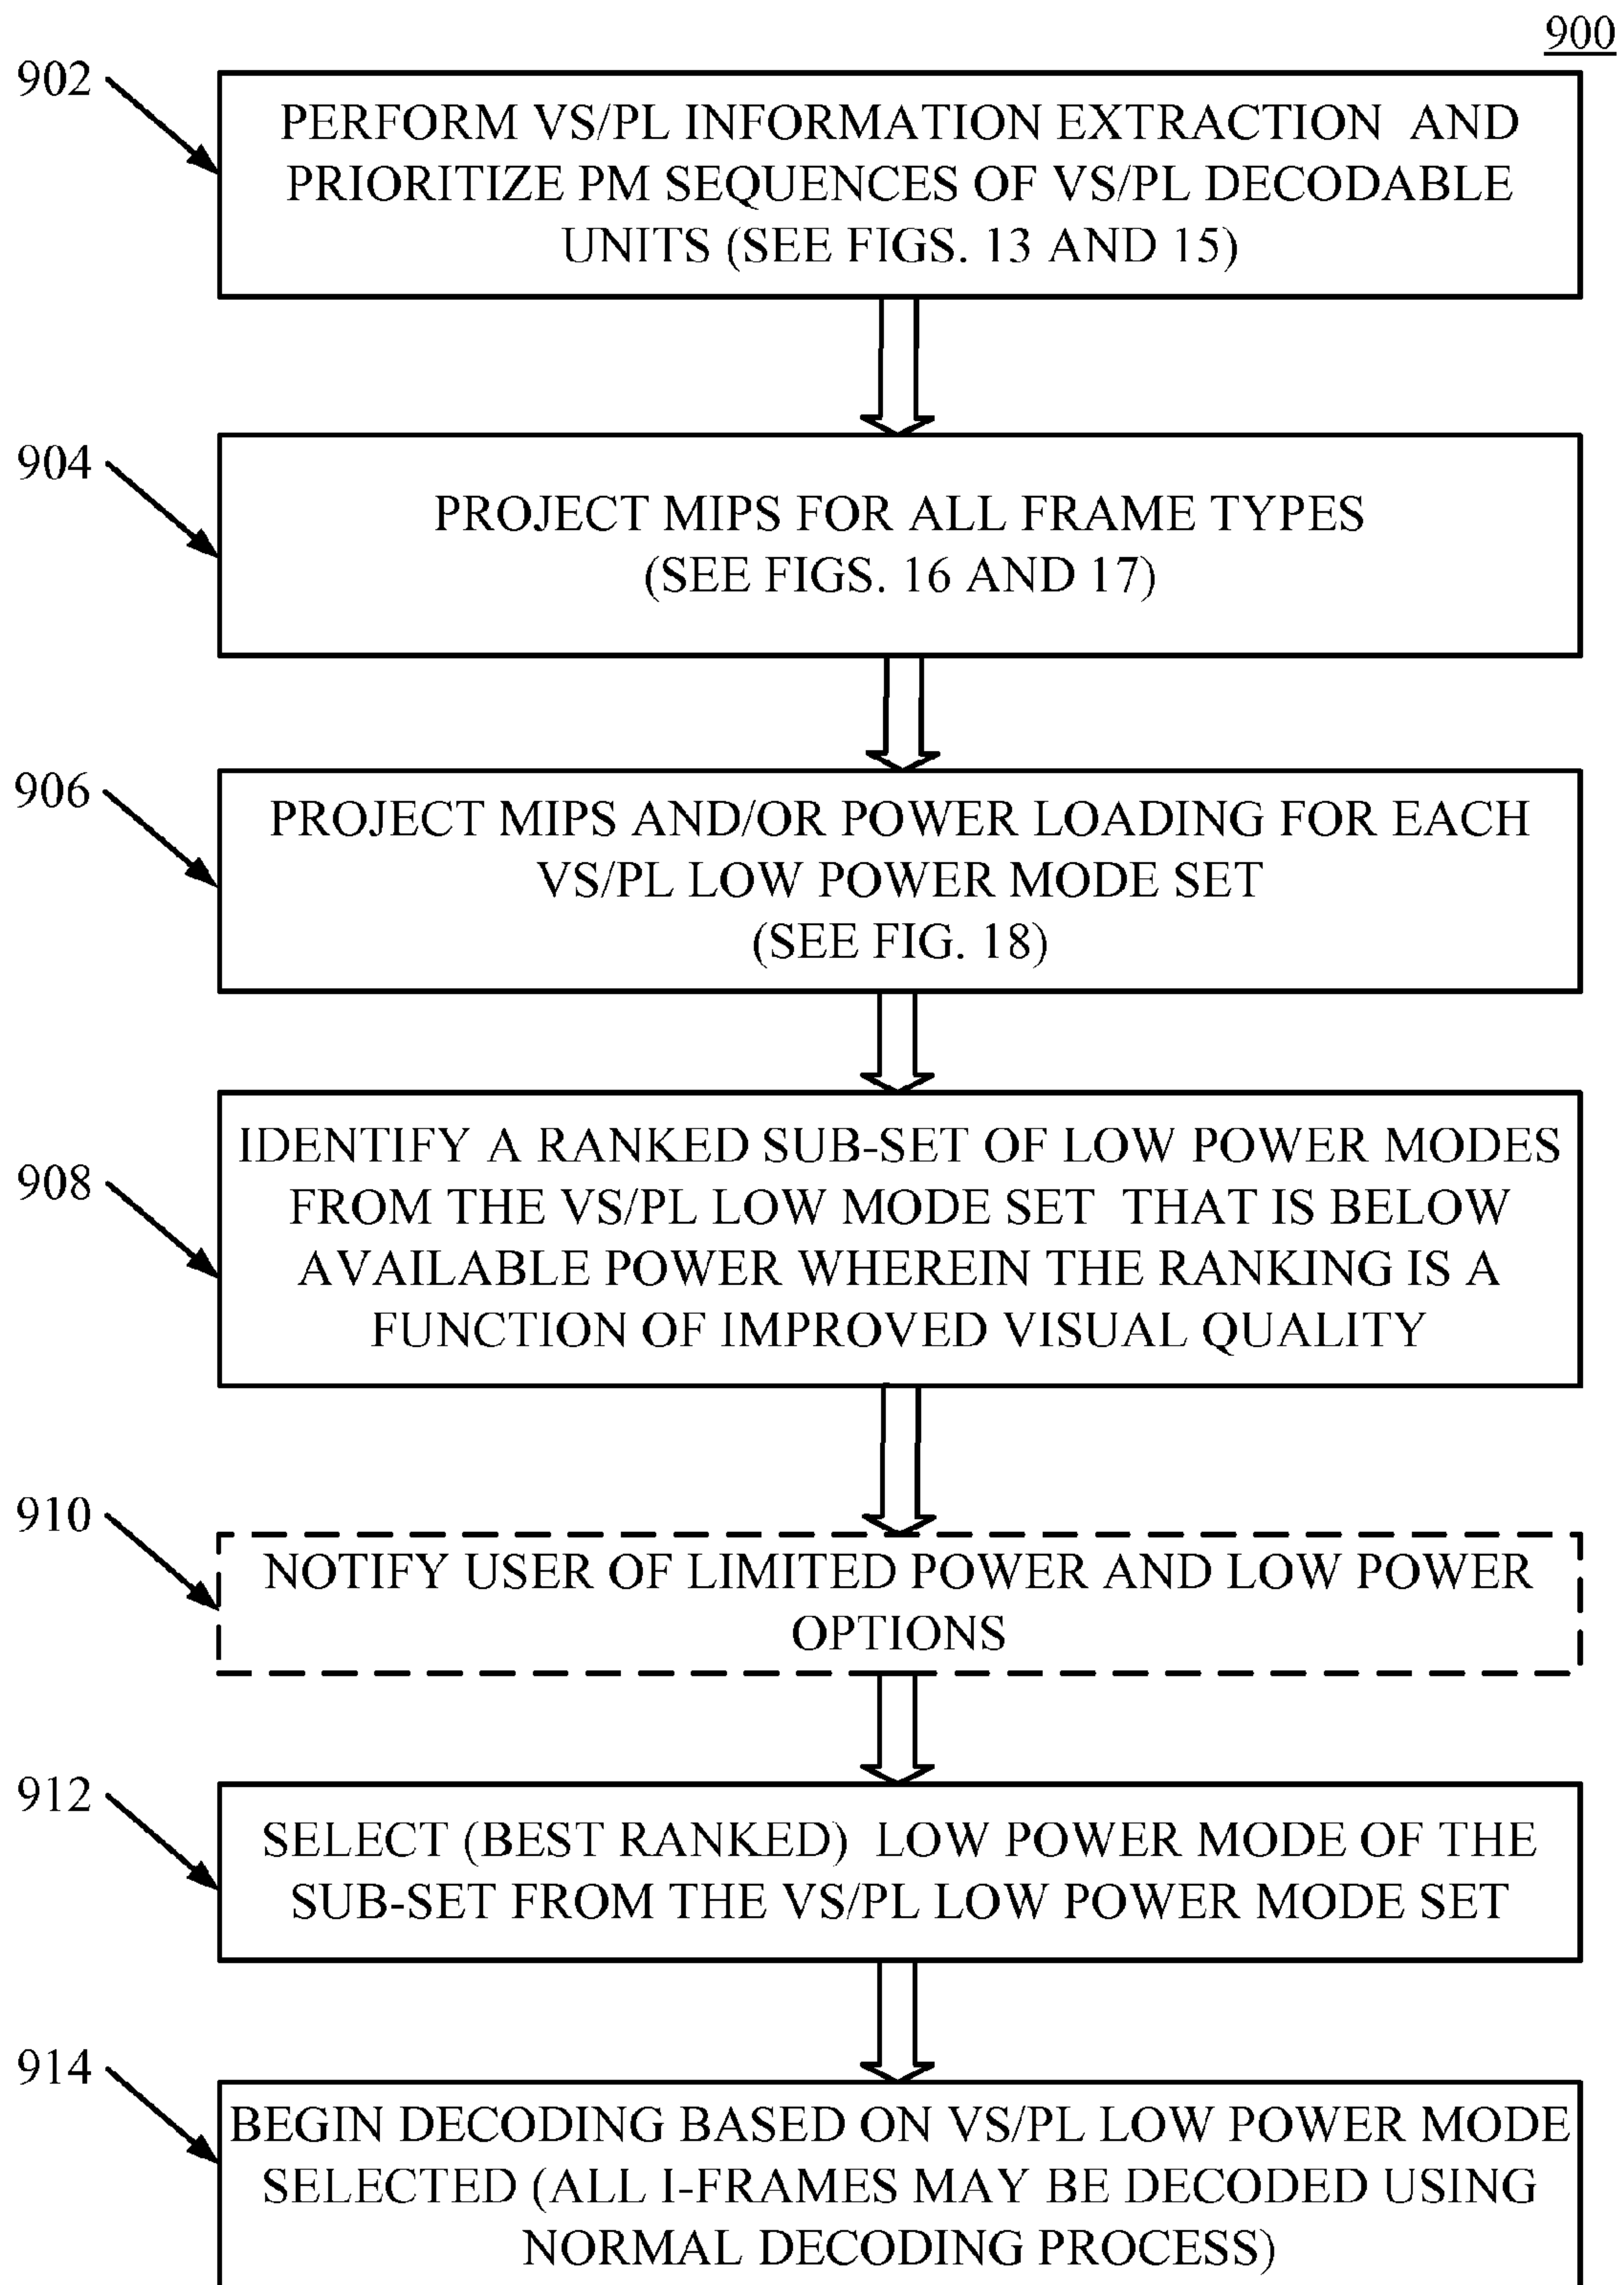 900
902
PERFORM VS/PL INFORMATION EXTRACTION AND
PRIORITIZE PM SEQUENCES OF VS/PL DECODABLE
UNITS (SEE FIGS. 13 AND 15)
904
PROJECT MIPS FOR ALL FRAME TYPES
(SEE FIGS. 16 AND 17)
906
PROJECT MIPS AND/OR POWER LOADING FOR EACH
VS/PL LOW POWER MODE SET
(SEE FIG. 18)
908
IDENTIFY A RANKED SUB-SET OF LOW POWER MODES
FROM THE VS/PL LOW MODE SET THAT IS BELOW
AVAILABLE POWER WHEREIN THE RANKING IS A
FUNCTION OF IMPROVED VISUAL QUALITY
910
NOTIFY USER OF LIMITED POWER AND LOW POWER
OPTIONS
912
SELECT (BEST RANKED) LOW POWER MODE OF THE
SUB-SET FROM THE VS/PL LOW POWER MODE SET
914
BEGIN DECODING BASED ON VS/PL LOW POWER MODE
SELECTED (ALL I-FRAMES MAY BE DECODED USING
NORMAL DECODING PROCESS)